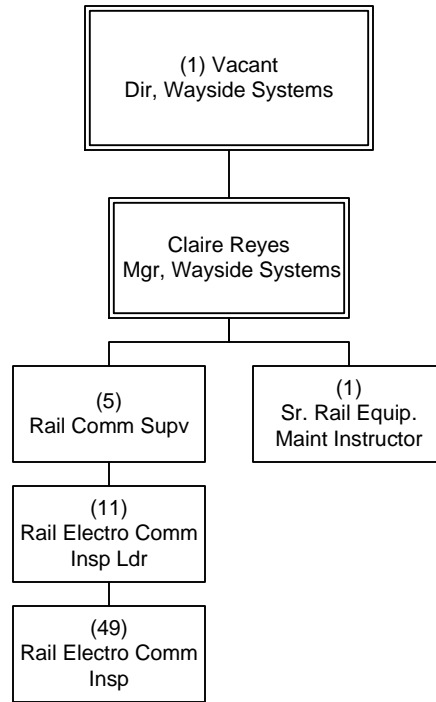 (1) Vacant
Dir, Wayside Systems
Claire Reyes
Mgr, Wayside Systems
(5)
Rail Comm Supv
(1)
Sr. Rail Equip.
Maint Instructor
(11)
Rail Electro Comm
Insp Ldr
(49)
Rail Electro Comm
Insp